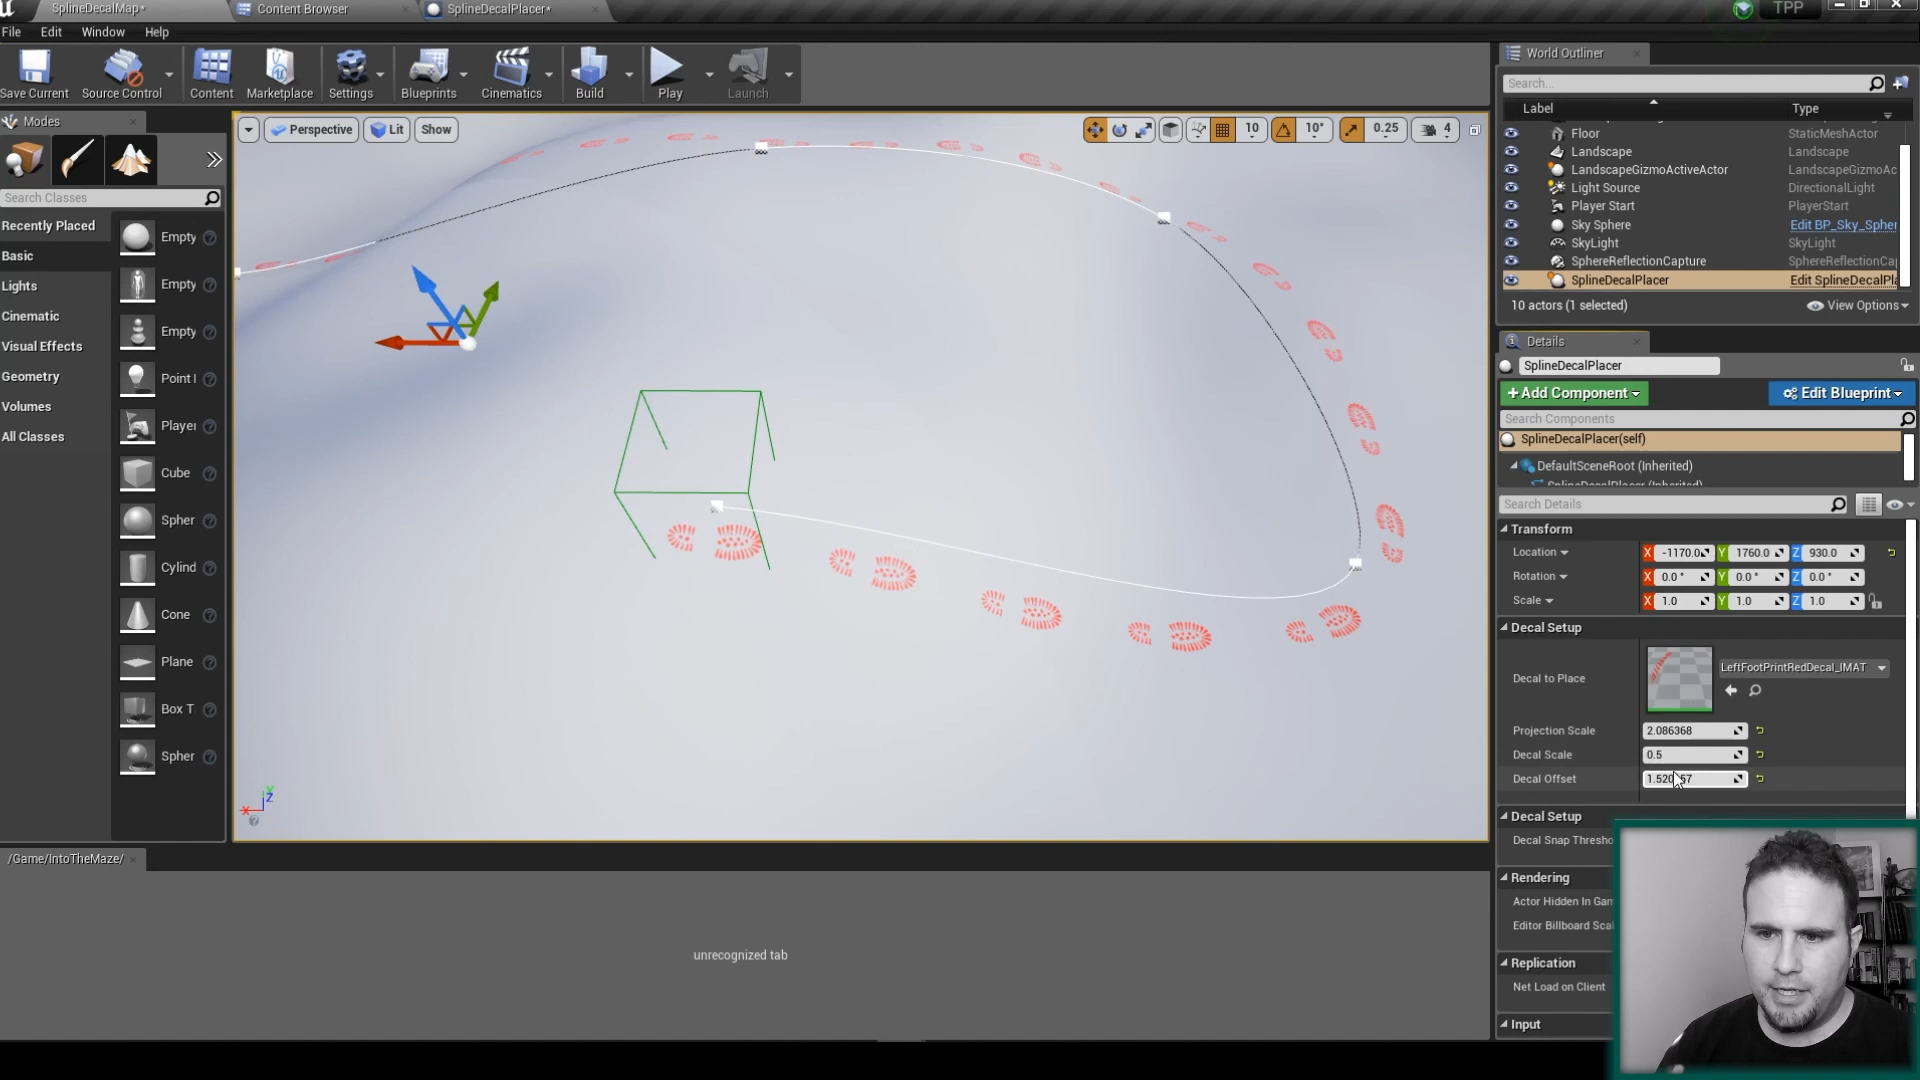 SplineDecalMap*
Content Browser
SplineDecalPlacer*
TPP
File Edit Window Help
Save Current
Source Control
Content
Marketplace
Settings
Blueprints
Cinematics
Build
Play
Launch
Modes
Search Classes
Recently Placed
Basic
Lights
Cinematic
Visual Effects
Geometry
Volumes
All Classes
Empty
Empty
Empty
Point
Player
Cube
Spher
Cylind
Cone
Plane
Box T
Spher
Perspective
Lit
Show
10
10°
0.25
4
X
Z
/Game/IntoTheMaze/
unrecognized tab
World Outliner
Search...
Label Type
Floor StaticMeshActor
Landscape Landscape
LandscapeGizmoActiveActor LandscapeGizmoAc
Light Source DirectionalLight
Player Start PlayerStart
Sky Sphere Edit BP_Sky_Spher
SkyLight SkyLight
SphereReflectionCapture SphereReflectionCa
SplineDecalPlacer Edit SplineDecalPla
10 actors (1 selected) View Options
Details
SplineDecalPlacer
+Add Component Edit Blueprint
Search Components
SplineDecalPlacer(self)
DefaultSceneRoot (Inherited)
SplineDecalPlacer (Inherited)
Search Details
Transform
Location X -1170.0 Y 1760.0 Z 930.0
Rotation X 0.0 ° Y 0.0 ° Z 0.0 °
Scale X 1.0 Y 1.0 Z 1.0
Decal Setup
Decal to Place LeftFootPrintRedDecal_IMAT
Projection Scale 2.086368
Decal Scale 0.5
Decal Offset
Decal Setup
Decal Snap Thresho
Rendering
Actor Hidden In Gam
Editor Billboard Scal
Replication
Net Load on Client
Input